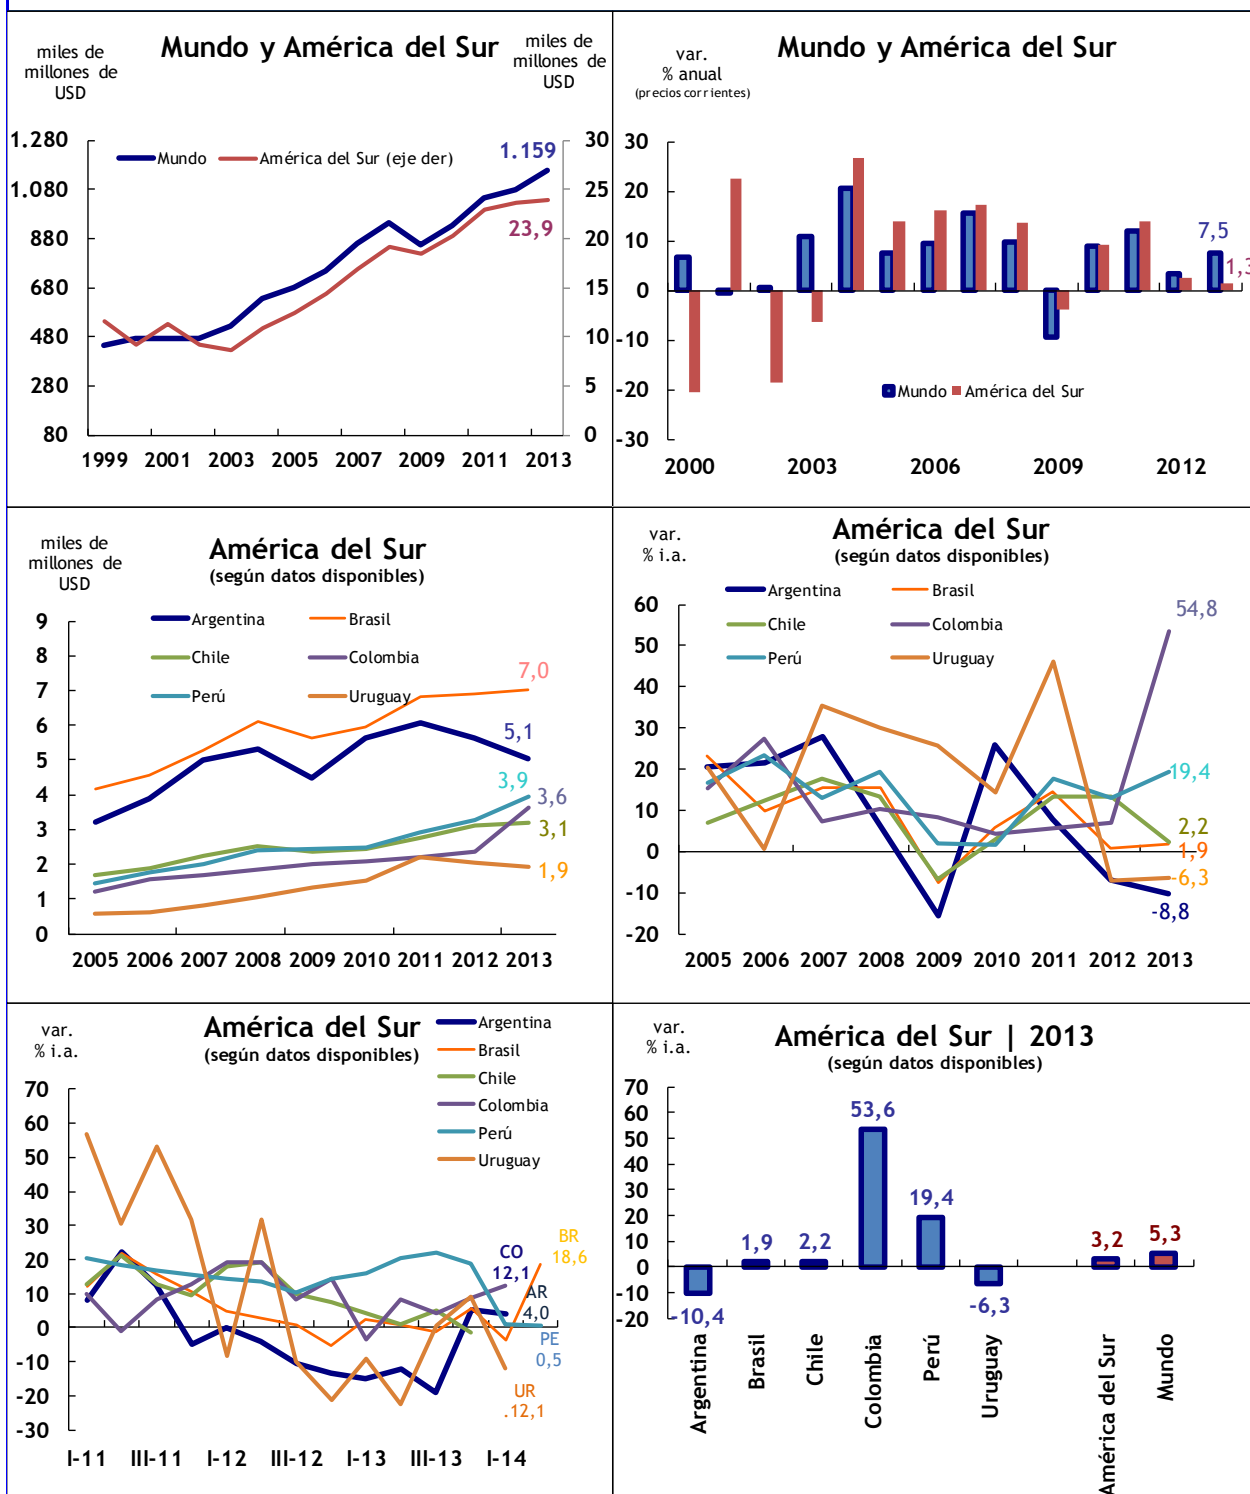 miles de
millones de
USD
Mundo y América del Sur
miles de
millones de
USD
1.280
1.080
880
680
480
280
80
Mundo
América del Sur (eje der)
1.159
23,9
30
25
20
15
10
5
0
1999
2001
2003
2005
2007
2009
2011
2013
var.
% anual
(precios corrientes)
Mundo y América del Sur
30
20
10
0
-10
-20
-30
7,5
1,3
Mundo
América del Sur
2000
2003
2006
2009
2012
miles de
millones de
USD
América del Sur
(según datos disponibles)
9
8
7
6
5
4
3
2
1
0
Argentina
Brasil
Chile
Colombia
Perú
Uruguay
7,0
5,1
3,9
3,6
3,1
1,9
2005 2006 2007 2008 2009 2010 2011 2012 2013
var.
% i.a.
América del Sur
(según datos disponibles)
Argentina
Brasil
Chile
Colombia
Perú
Uruguay
60
50
40
30
20
10
0
-10
-20
54,8
19,4
2,2
1,9
-6,3
-8,8
2005 2006 2007 2008 2009 2010 2011 2012 2013
var.
% i.a.
América del Sur
(según datos disponibles)
Argentina
Brasil
Chile
Colombia
Perú
Uruguay
70
60
50
40
30
20
10
0
-10
-20
-30
BR
18,6
CO
12,1
AR
4,0
PE
0,5
UR
.12,1
I-11
III-11
I-12
III-12
I-13
III-13
I-14
var.
% i.a.
América del Sur | 2013
(según datos disponibles)
70
60
50
40
30
20
10
0
-10
-20
-10,4
1,9
2,2
53,6
19,4
-6,3
3,2
5,3
Argentina
Brasil
Chile
Colombia
Perú
Uruguay
América del Sur
Mundo